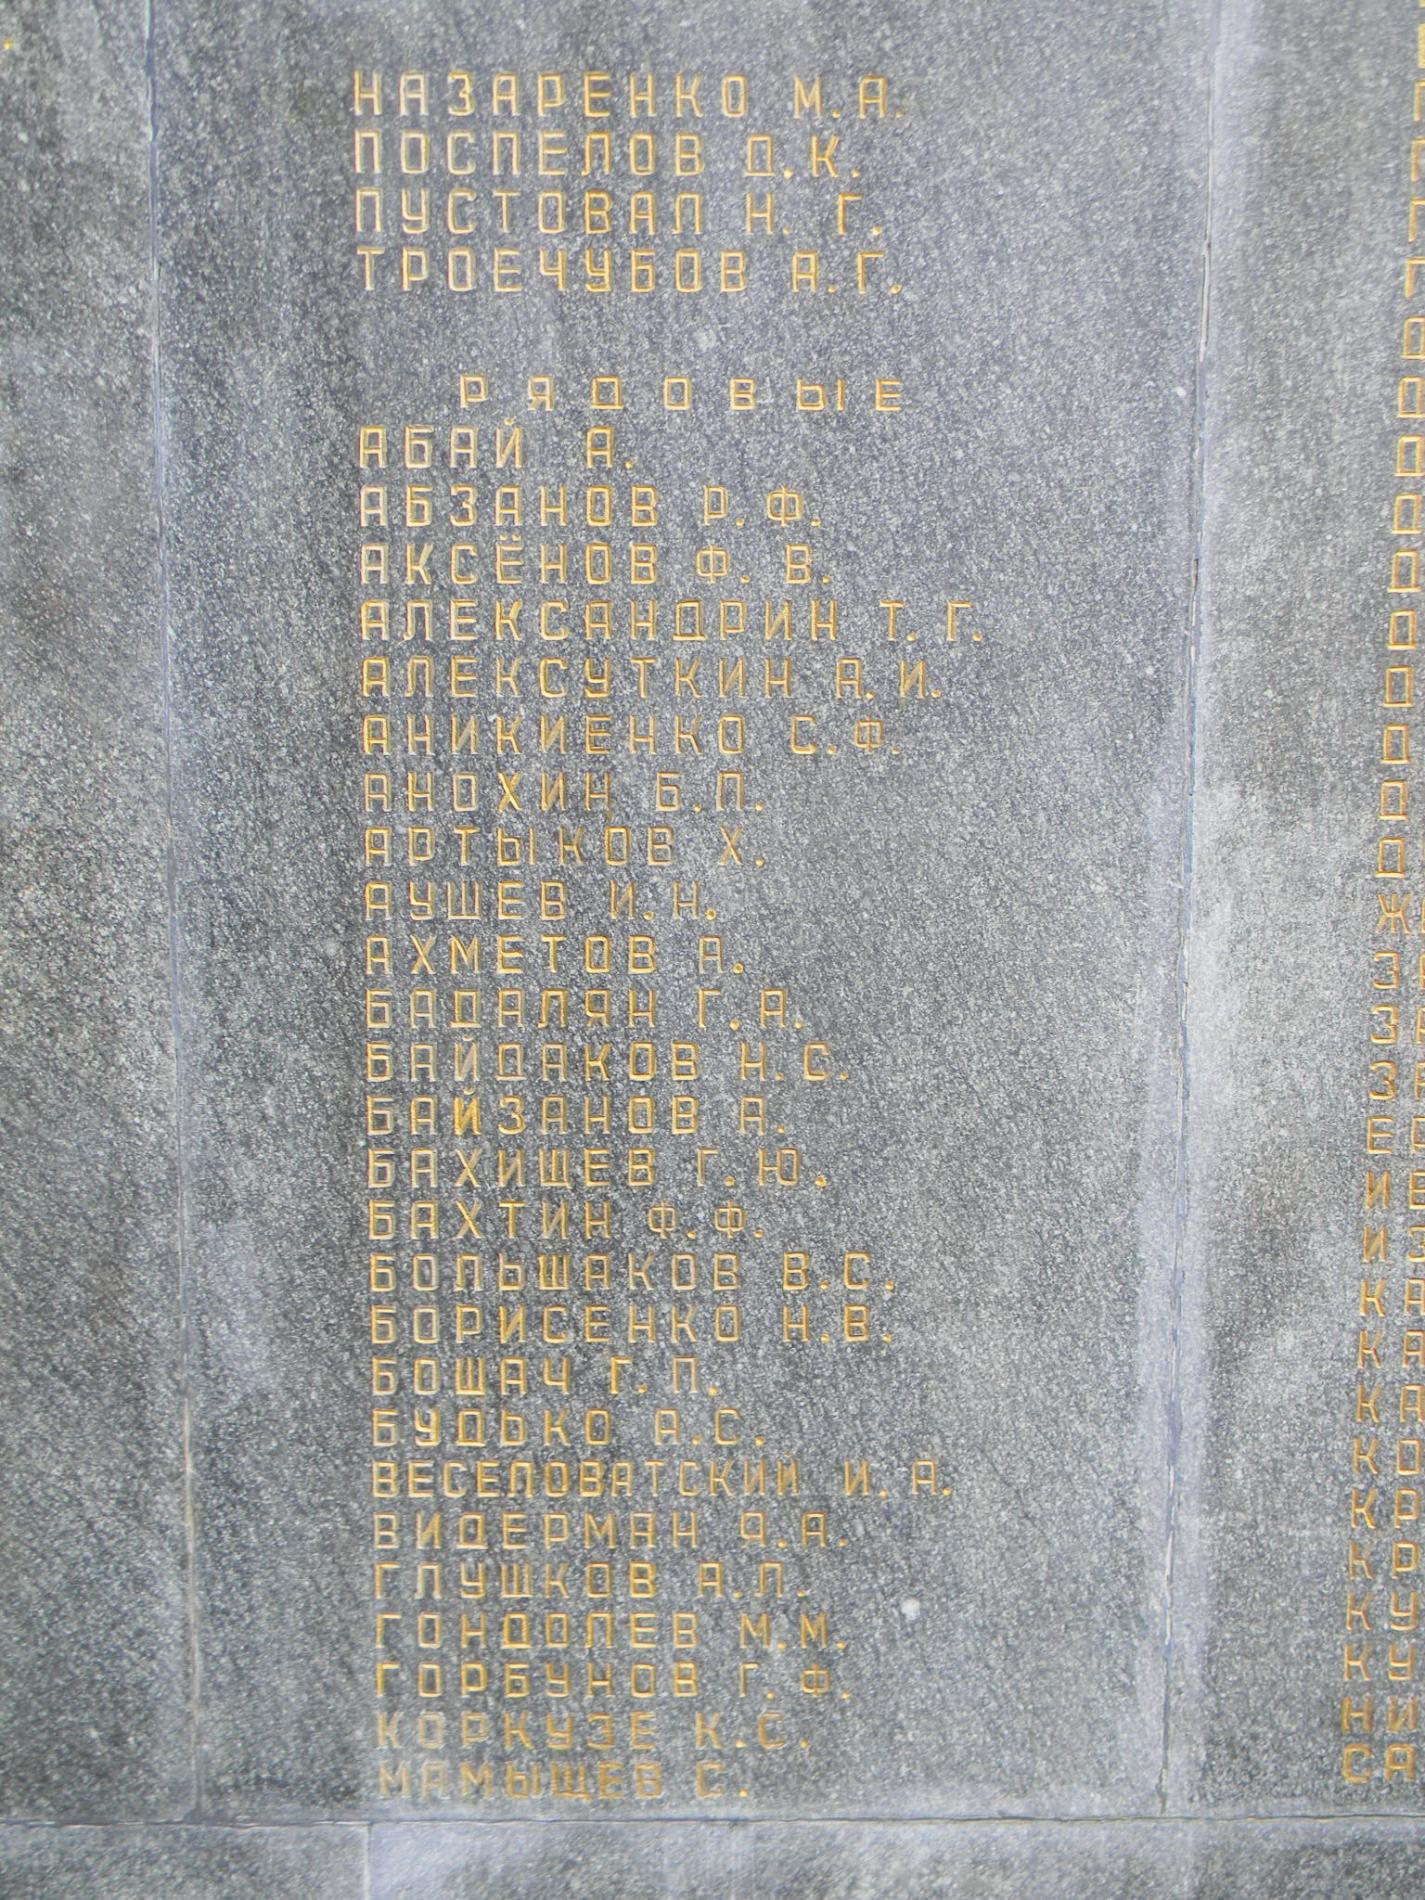 НАЗАРЕНКО М.А.
ПОСПЕЛОВ Д.К.
ПУСТОВАЛ Н.Г.
ТРОЕЧУБОВ А.Г.
РЯДОВЫЕ
АБАЙ А.
АБЗАНОВ Р.Ф.
АКСЁНОВ Ф.В.
АЛЕКСАНДРИН Т.Г.
АЛЕКСУТКИН А.И.
АНИКИЕНКО С.Ф.
АНОХИН Б.П.
АРТЫКОВ Х.
АУШЕВ И.Н.
АХМЕТОВ А.
БАДАЛЯН Г.А.
БАЙДАКОВ Н.С.
БАЙЗАНОВ А.
БАХИЩЕВ Г.Ю.
БАХТИН Ф.Ф.
БОЛЬШАКОВ В.С.
БОРИСЕНКО Н.В.
БОШАЧ Г.П.
БУДЬКО А.С.
ВЕСЕЛОВАТСКИЙ И.А.
ВИДЕРМАН Я.А.
ГЛУШКОВ А.Л.
ГОНДОЛЕВ М.М.
ГОРБУНОВ Г.Ф.
КОРКУЗЕ К.С.
МАМЫЩЕВ С.